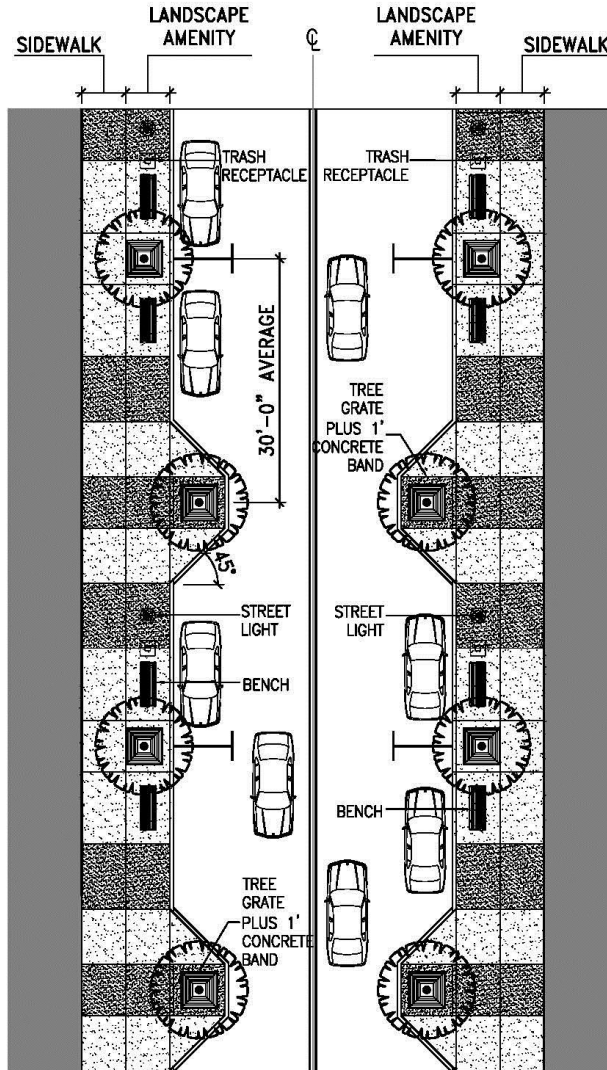 LANDSCAPE
AMENITY
SIDEWALK
℄
LANDSCAPE
AMENITY
SIDEWALK
TRASH
RECEPTACLE
TRASH
RECEPTACLE
30'-0" AVERAGE
TREE
GRATE
PLUS 1'
CONCRETE
BAND
45°
STREET
LIGHT
STREET
LIGHT
BENCH
BENCH
TREE
GRATE
PLUS 1'
CONCRETE
BAND